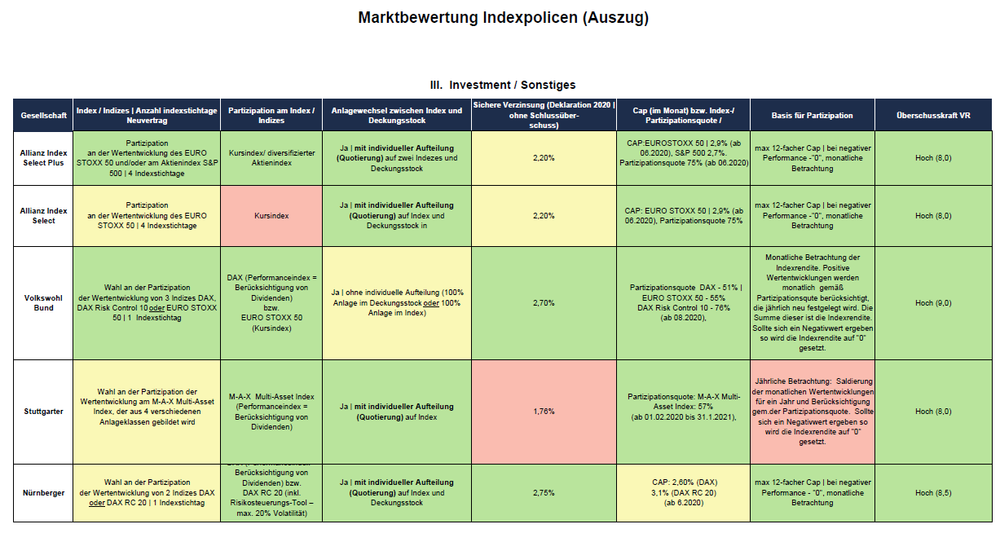 Marktbewertung Indexpolicen (Auszug)
III. Investment / Sonstiges
Gesellschaft
Index / Indizes | Anzahl indexstichtage
Neuvertrag
Partizipation am Index /
Indizes
Anlagewechsel zwischen Index und
Deckungsstock
Sichere Verzinsung (Deklaration 2020 |
ohne Schlussüber-
schuss)
Cap (im Monat) bzw. Index-/
Partizipationsquote /
Basis für Partizipation
Überschusskraft VR
Allianz Index
Select Plus
Partizipation
an der Wertentwicklung des EURO
STOXX 50 und/oder am Aktienindex S&P
500 | 4 Indexstichtage
Kursindex/ diversifizierter
Aktienindex
Ja | mit individueller Aufteilung
(Quotierung) auf zwei Indezes und
Deckungsstock
2,20%
CAP:EUROSTOXX 50 | 2,9% (ab
06.2020), S&P 500 2,7%.
Partizipationsquote 75% (ab 06.2020)
max 12-facher Cap | bei negativer
Performance -"0", monatliche
Betrachtung
Hoch (8,0)
Allianz Index
Select
Partizipation
an der Wertentwicklung des EURO
STOXX 50 | 4 Indexstichtage
Kursindex
Ja | mit individueller Aufteilung
(Quotierung) auf Index und
Deckungsstock in
2,20%
CAP: EURO STOXX 50 | 2,9% (ab
06.2020), Partizipationsquote 75%
max 12-facher Cap | bei negativer
Performance -"0", monatliche
Betrachtung
Hoch (8,0)
Volkswohl
Bund
Wahl an der Partizipation
der Wertentwicklung von 3 Indizes DAX,
DAX Risk Control 10 oder EURO STOXX
50 | 1 Indexstichtag
DAX (Performanceindex =
Berücksichtigung von
Dividenden)
bzw.
EURO STOXX 50
(Kursindex)
Ja | ohne individuelle Aufteilung (100%
Anlage im Deckungsstock oder 100%
Anlage im Index)
2,70%
Partizipationsquote DAX - 51% |
EURO STOXX 50 - 55%
DAX Risk Control 10 - 76%
(ab 08.2020),
Monatliche Betrachtung der
Indexrendite. Positive
Wertentwicklungen werden
monatlich gemäß
Partizipationsqute berücksichtigt,
die jährlich neu festgelegt wird. Die
Summe dieser ist die Indexrendite.
Sollte sich ein Negativwert ergeben
so wird die Indexrendite auf "0"
gesetzt.
Hoch (9,0)
Stuttgarter
Wahl an der Partizipation der
Wertentwicklung am M-A-X Multi-Asset
Index, der aus 4 verschiedenen
Anlageklassen gebildet wird
M-A-X Multi-Asset Index
(Performanceindex =
Berücksichtigung von
Dividenden)
Ja | mit individueller Aufteilung
(Quotierung) auf Index
1,76%
Partizipationsquote: M-A-X Multi-
Asset Index: 57%
(ab 01.02.2020 bis 31.1.2021),
Jährliche Betrachtung: Saldierung
der monatlichen Wertentwicklungen
für ein Jahr und Berücksichtigung
gem.der Partizipationsquote. Sollte
sich ein Negativwert ergeben so
wird die Indexrendite auf "0"
gesetzt.
Hoch (8,0)
Nürnberger
Wahl an der Partizipation
der Wertentwicklung von 2 Indizes DAX
oder DAX RC 20 | 1 Indexstichtag
Berücksichtigung von
Dividenden) bzw.
DAX RC 20 (inkl.
Risikosteuerungs-Tool –
max. 20% Volatilität)
Ja | mit individueller Aufteilung
(Quotierung) auf Index und
Deckungsstock
2,75%
CAP: 2,60% (DAX)
3,1% (DAX RC 20)
(ab 6.2020)
max 12-facher Cap | bei negativer
Performance - "0", monatliche
Betrachtung
Hoch (8,5)